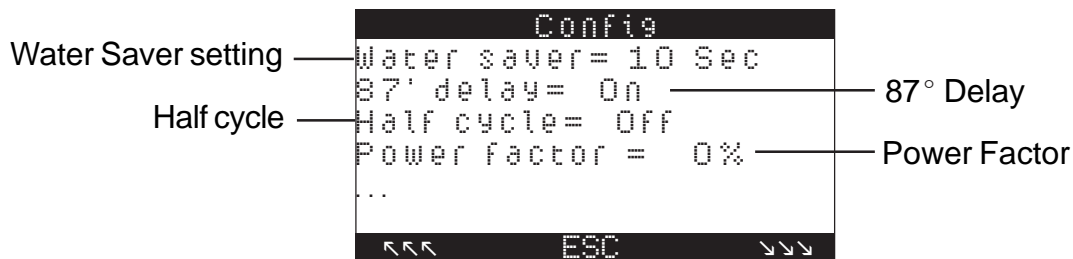 Config
Water Saver setting
Water saver= 10 Sec
87' delay= On
87° Delay
Half cycle
Half cycle= Off
Power factor = 0%
Power Factor
...
↖↖↖ ESC ↘↘↘